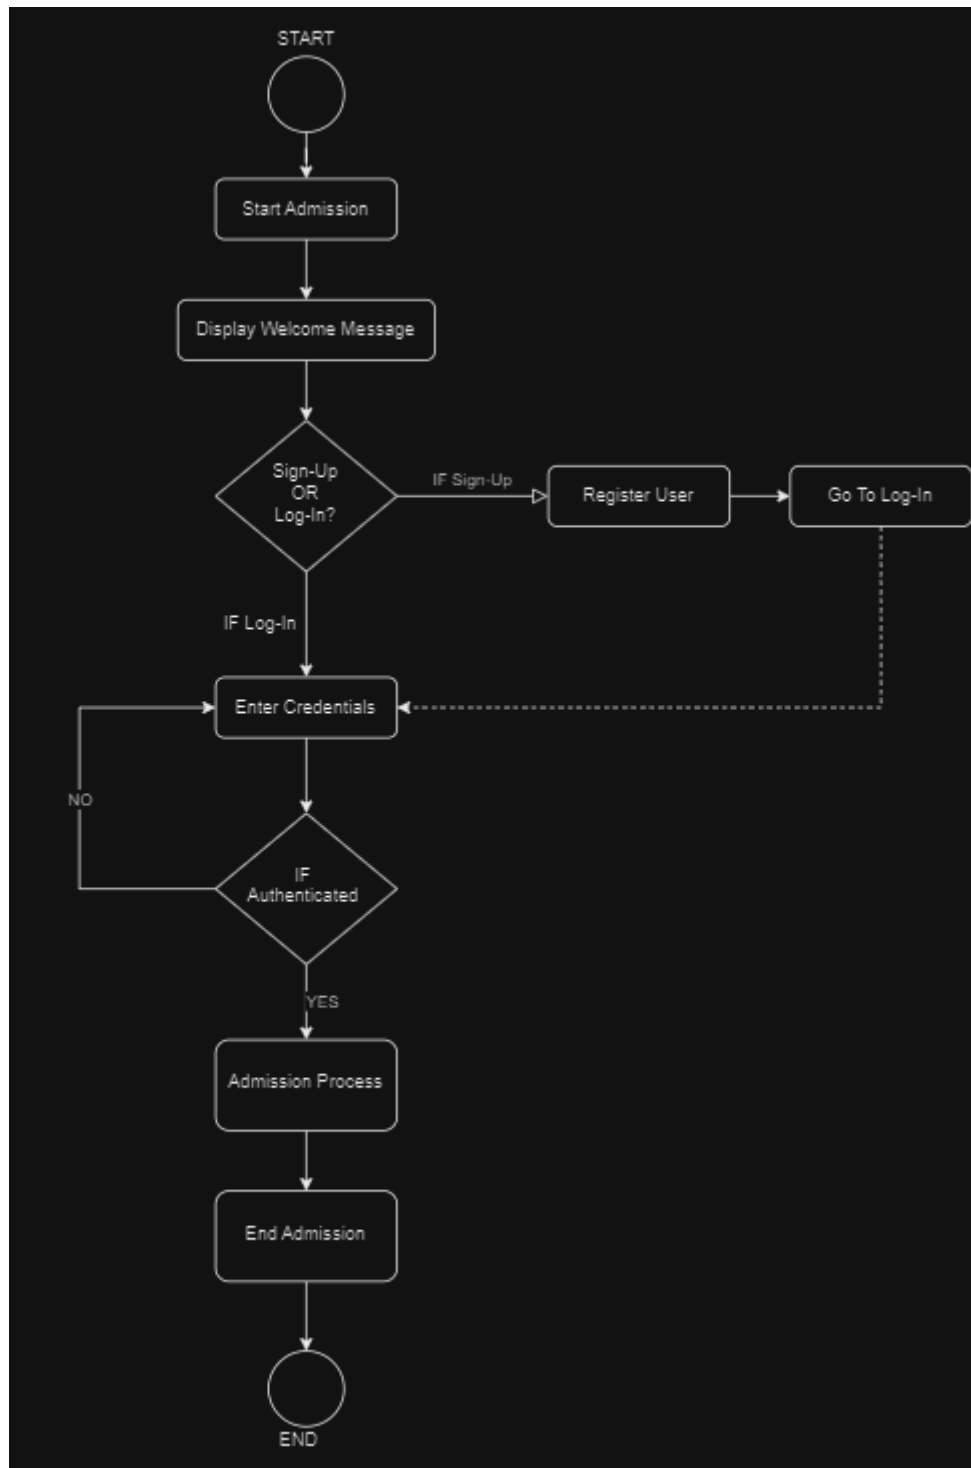 START
Start Admission
Display Welcome Message
Sign-Up
OR
Log-In?
IF Sign-Up
Register User
Go To Log-In
IF Log-In
Enter Credentials
NO
IF
Authenticated
YES
Admission Process
End Admission
END